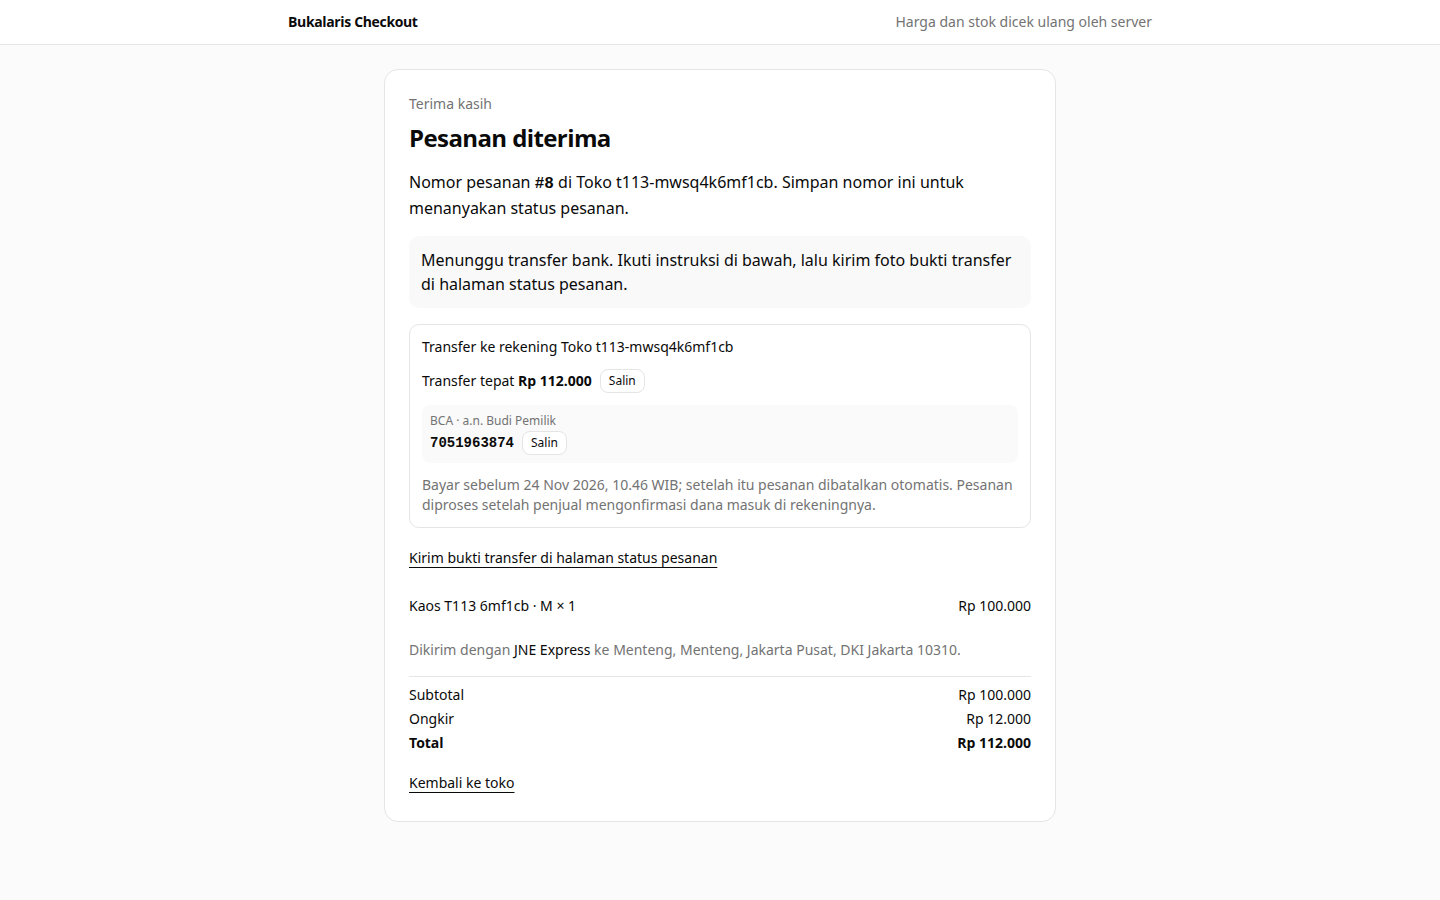 Bukalaris Checkout
Harga dan stok dicek ulang oleh server
Terima kasih
Pesanan diterima
Nomor pesanan #8 di Toko t113-mwsq4k6mf1cb. Simpan nomor ini untuk
menanyakan status pesanan.
Menunggu transfer bank. Ikuti instruksi di bawah, lalu kirim foto bukti transfer
di halaman status pesanan.
Transfer ke rekening Toko t113-mwsq4k6mf1cb
Transfer tepat Rp 112.000 Salin
BCA · a.n. Budi Pemilik
7051963874 Salin
Bayar sebelum 24 Nov 2026, 10.46 WIB; setelah itu pesanan dibatalkan otomatis. Pesanan
diproses setelah penjual mengonfirmasi dana masuk di rekeningnya.
Kirim bukti transfer di halaman status pesanan
Kaos T113 6mf1cb · M × 1 Rp 100.000
Dikirim dengan JNE Express ke Menteng, Menteng, Jakarta Pusat, DKI Jakarta 10310.
Subtotal Rp 100.000
Ongkir Rp 12.000
Total Rp 112.000
Kembali ke toko